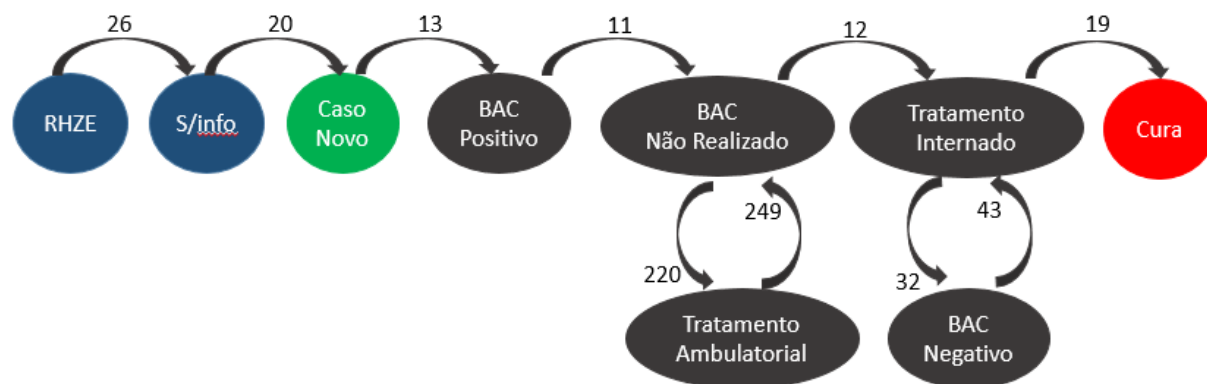 26
20
13
11
12
19
RHZE
S/info
Caso
Novo
BAC
Positivo
BAC
Não Realizado
Tratamento
Internado
Cura
249
43
220
32
Tratamento
Ambulatorial
BAC
Negativo